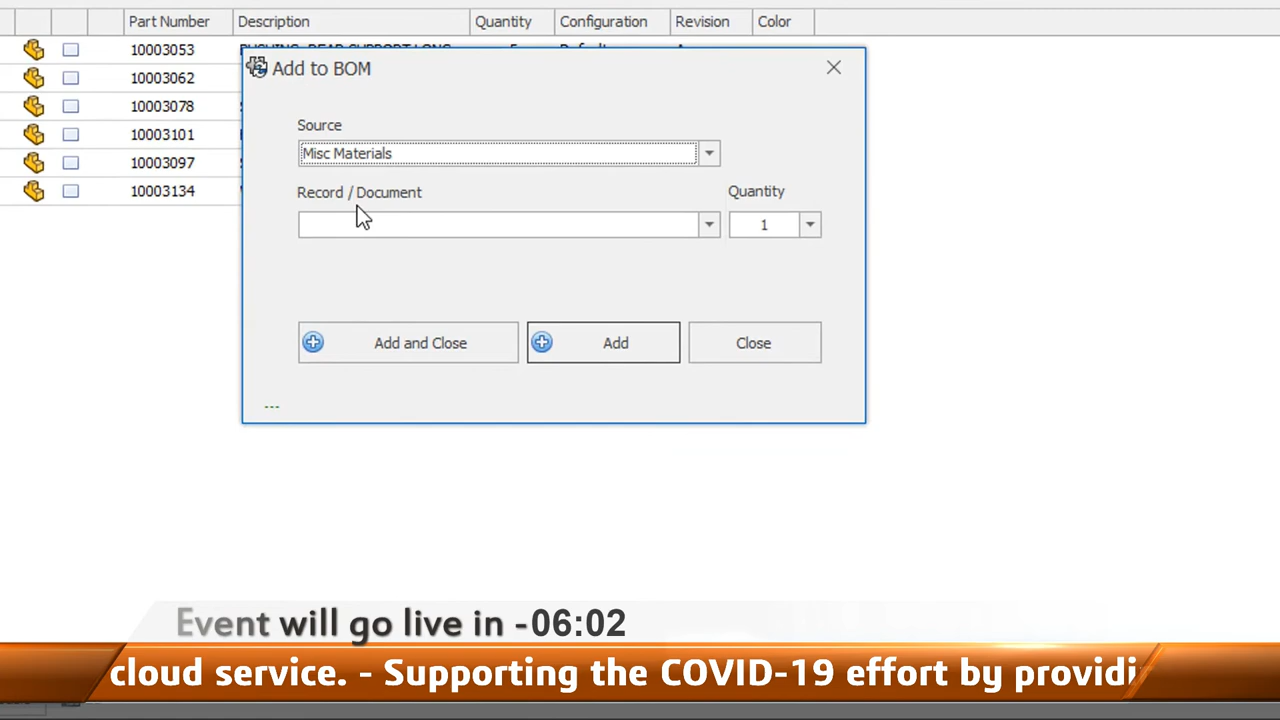 Part Number Description Quantity Configuration Revision Color
10003053
10003062
10003078
10003101
10003097
10003134
Add to BOM
Source
Misc Materials
Record / Document Quantity
1
Add and Close Add Close
---
Event will go live in -06:02
cloud service. - Supporting the COVID-19 effort by providi